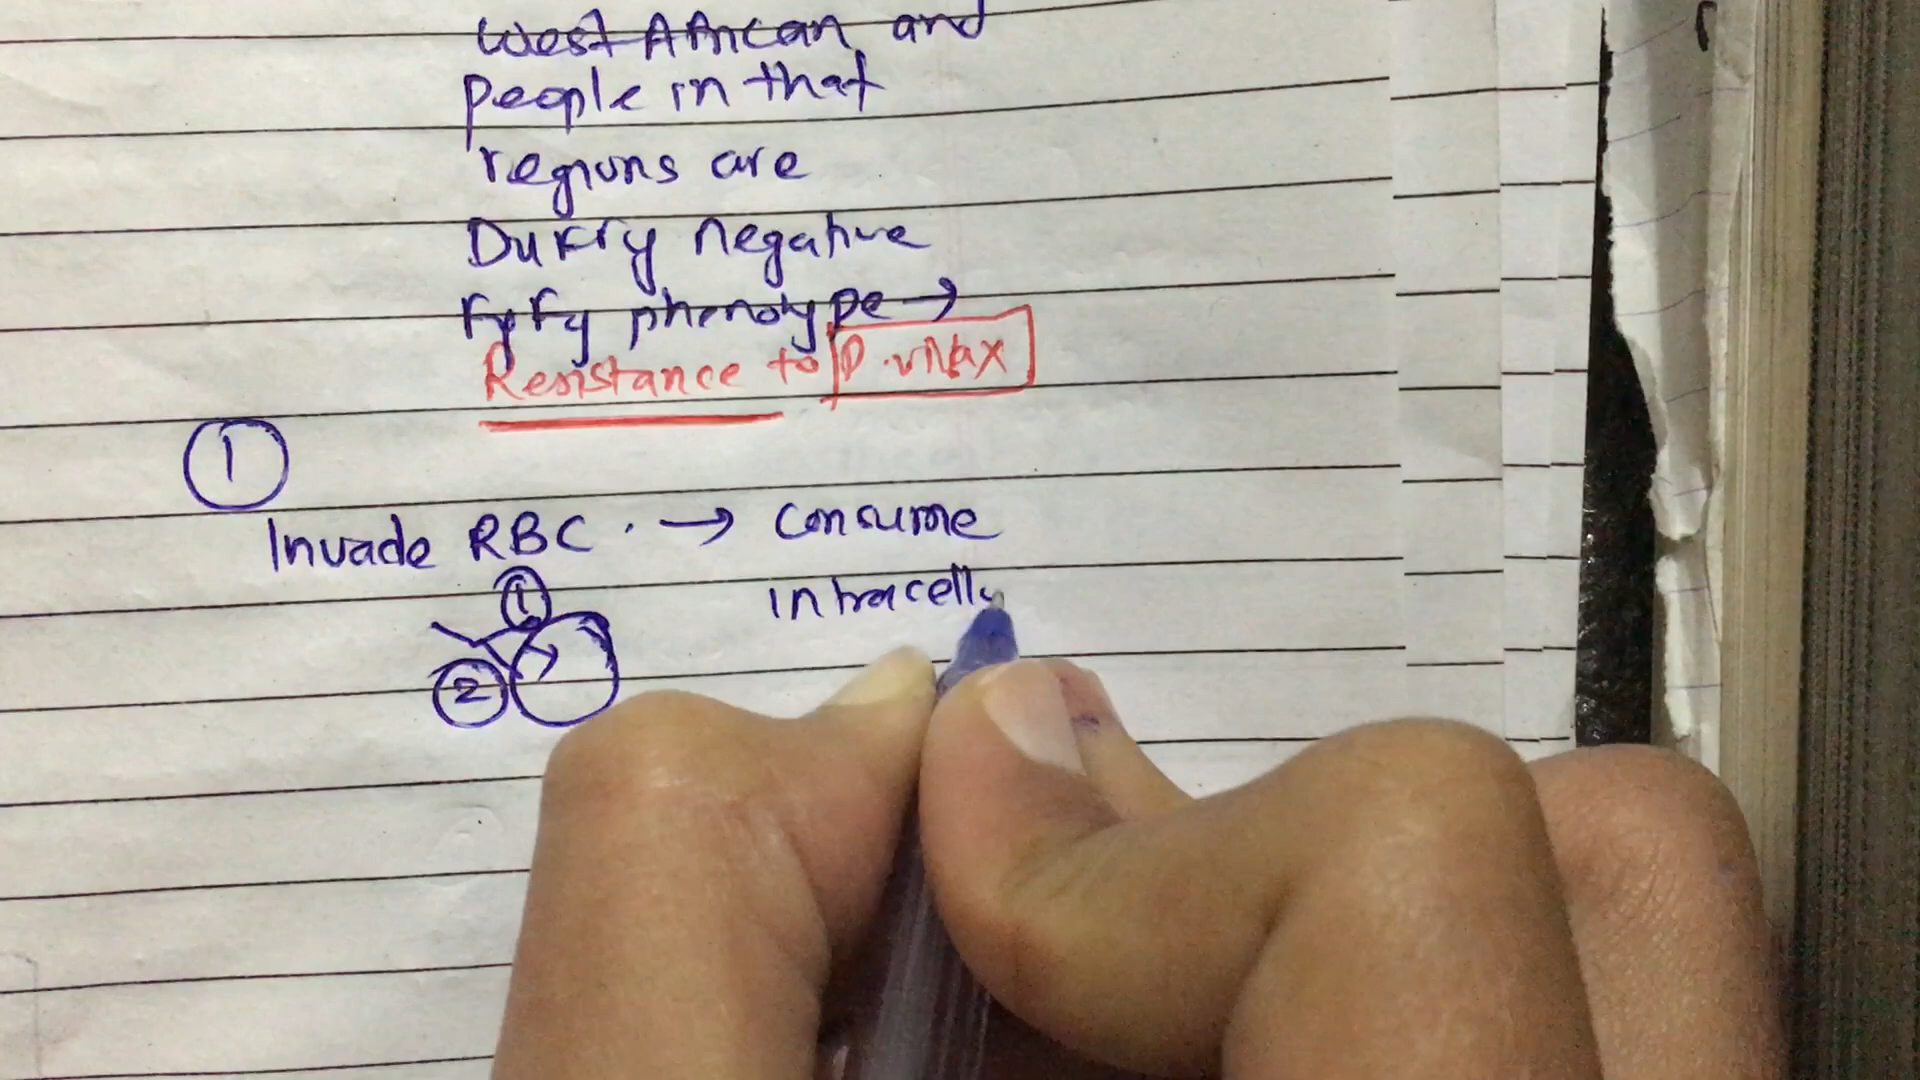 West African and
people in that
regions are
Duffy negative
FyFy phenotype →
Resistance to P. vivax
1
Invade RBC. → Consume
1 intracellu
2